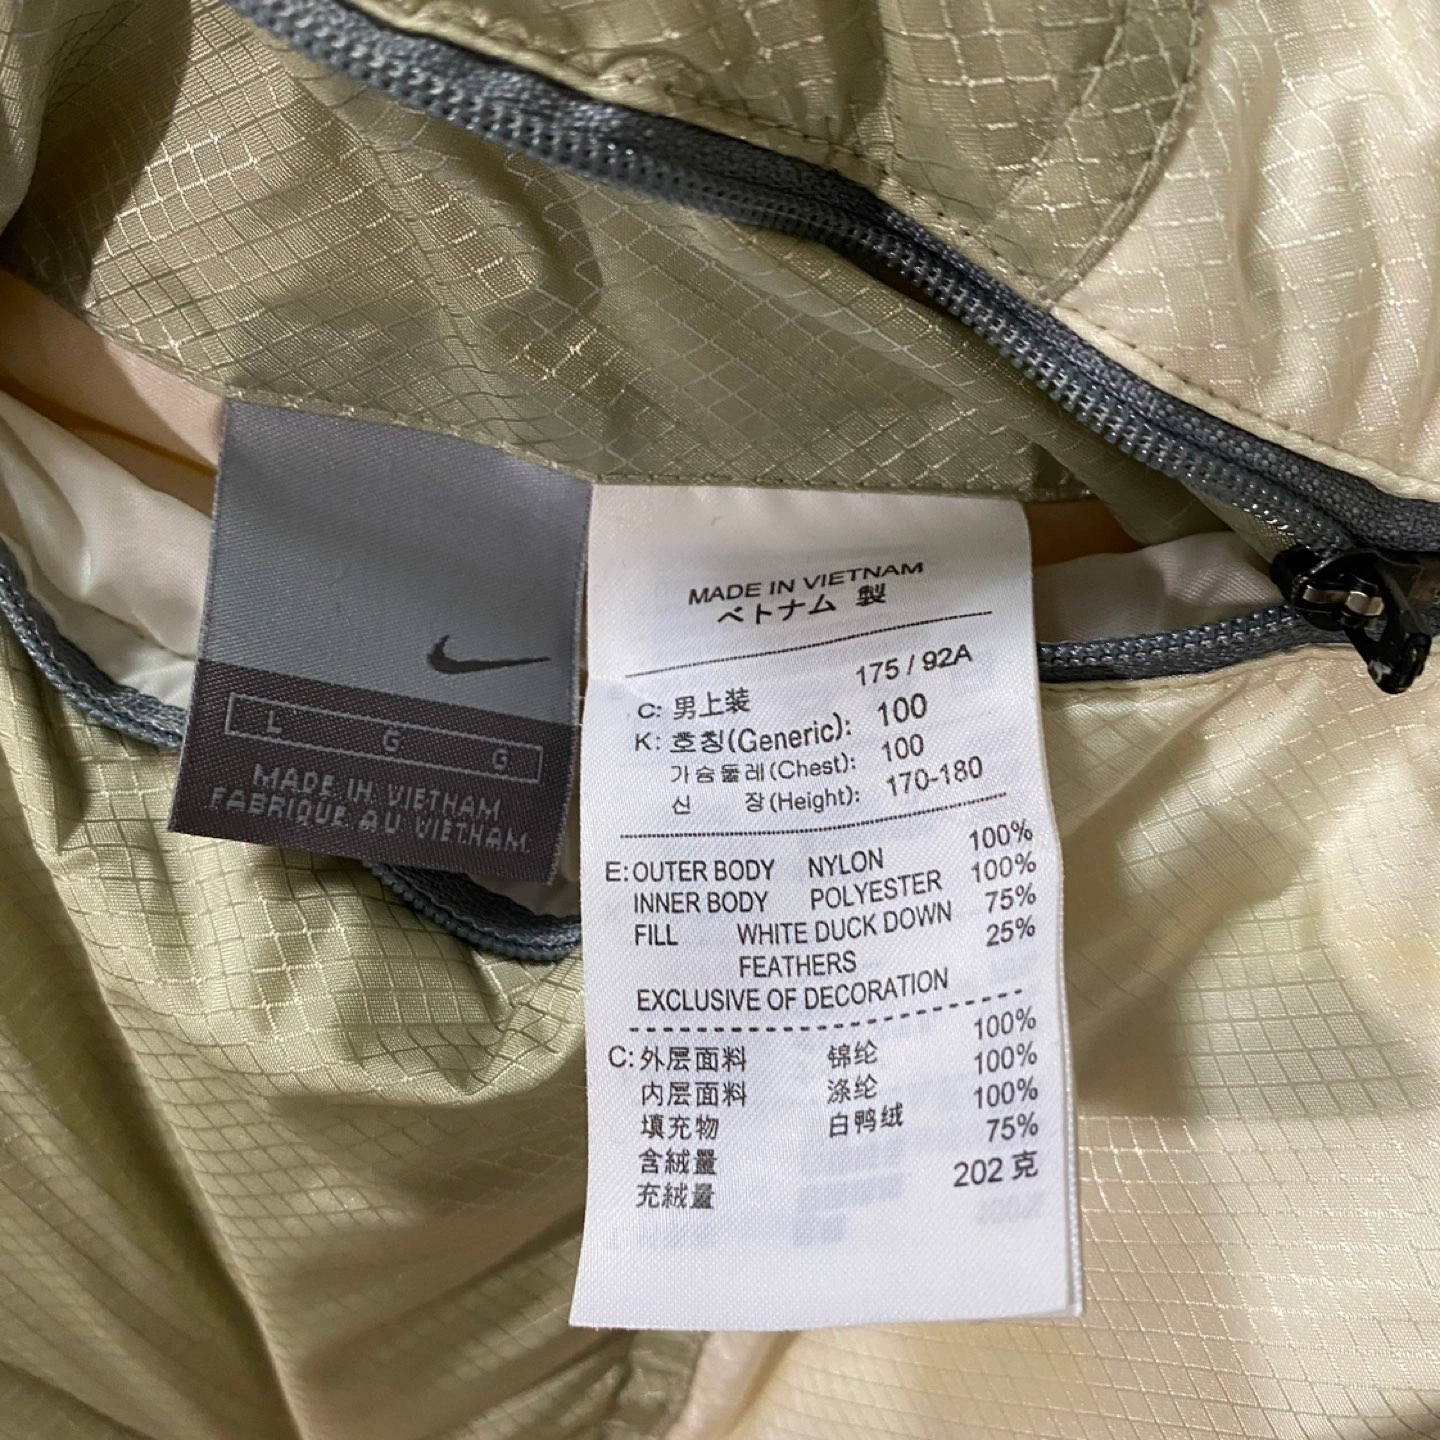 L G G
MADE IN VIETNAM
FABRIQUE AU VIETNAM
MADE IN VIETNAM
ベトナム 製
C: 男上装 175 / 92A
K: 호칭(Generic): 100
가슴둘레(Chest): 100
신 장(Height): 170-180
E: OUTER BODY NYLON 100%
INNER BODY POLYESTER 100%
FILL WHITE DUCK DOWN 75%
FEATHERS 25%
EXCLUSIVE OF DECORATION
C: 外层面料 锦纶 100%
内层面料 涤纶 100%
填充物 白鸭绒 100%
含絨量 75%
充絨量 202 克